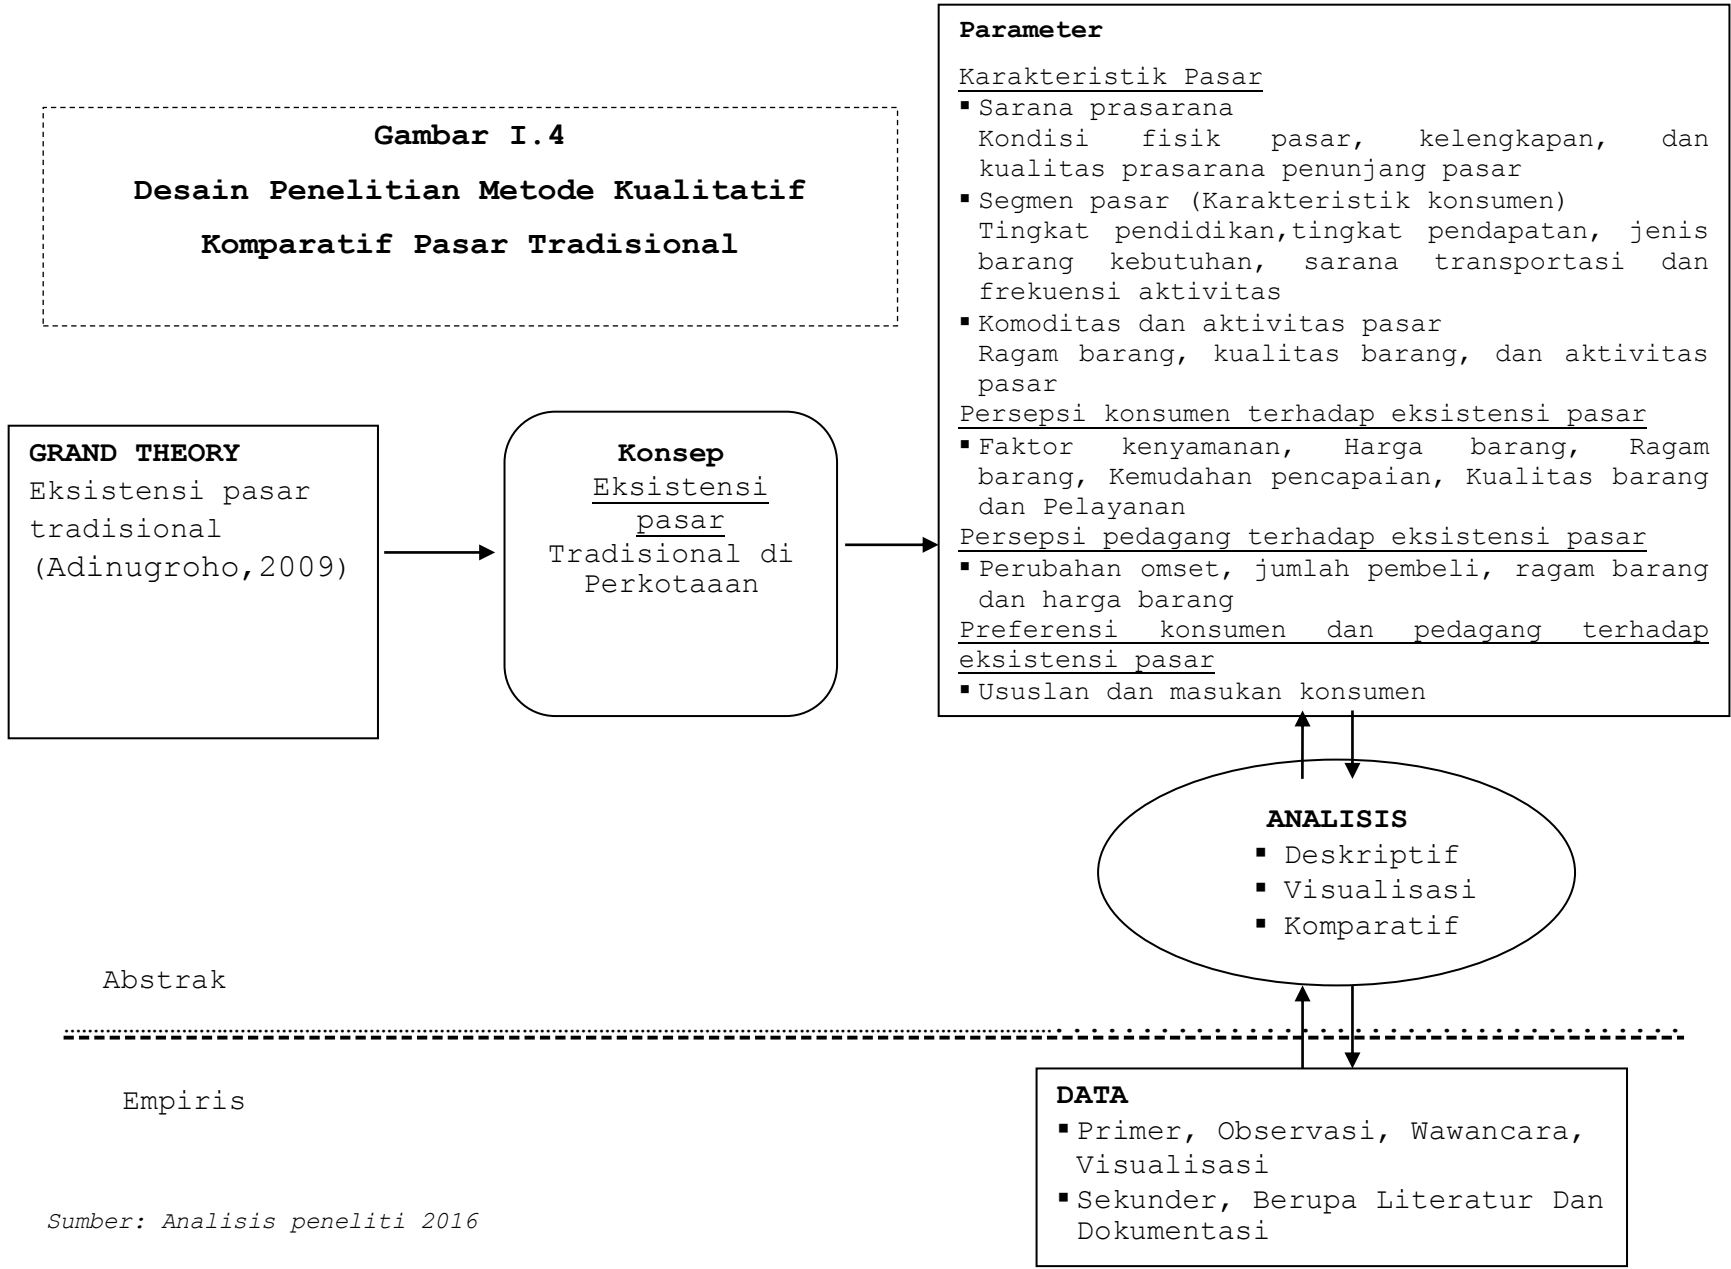 Gambar I.4
Desain Penelitian Metode Kualitatif
Komparatif Pasar Tradisional
GRAND THEORY
Eksistensi pasar
tradisional
(Adinugroho,2009)
Konsep
Eksistensi
pasar
Tradisional di
Perkotaaan
Parameter
Karakteristik Pasar
▪ Sarana prasarana
Kondisi fisik pasar, kelengkapan, dan
kualitas prasarana penunjang pasar
▪ Segmen pasar (Karakteristik konsumen)
Tingkat pendidikan,tingkat pendapatan, jenis
barang kebutuhan, sarana transportasi dan
frekuensi aktivitas
▪ Komoditas dan aktivitas pasar
Ragam barang, kualitas barang, dan aktivitas
pasar
Persepsi konsumen terhadap eksistensi pasar
▪ Faktor kenyamanan, Harga barang, Ragam
barang, Kemudahan pencapaian, Kualitas barang
dan Pelayanan
Persepsi pedagang terhadap eksistensi pasar
▪ Perubahan omset, jumlah pembeli, ragam barang
dan harga barang
Preferensi konsumen dan pedagang terhadap
eksistensi pasar
▪ Ususlan dan masukan konsumen
ANALISIS
▪ Deskriptif
▪ Visualisasi
▪ Komparatif
Abstrak
Empiris
DATA
▪ Primer, Observasi, Wawancara,
Visualisasi
▪ Sekunder, Berupa Literatur Dan
Dokumentasi
Sumber: Analisis peneliti 2016